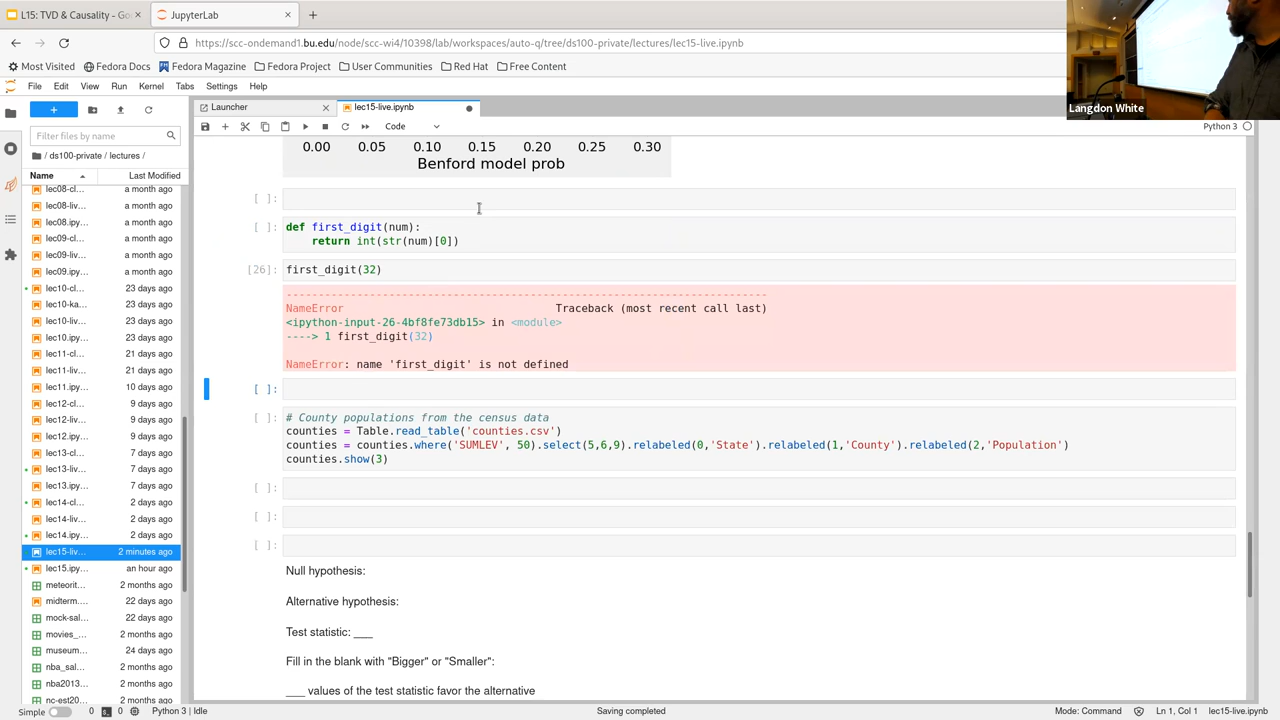 L15: TVD & Causality - Go
JupyterLab
https://scc-ondemand1.bu.edu/node/scc-wi4/10398/lab/workspaces/auto-q/tree/ds100-private/lectures/lec15-live.ipynb
Most Visited
Fedora Docs
Fedora Magazine
Fedora Project
User Communities
Red Hat
Free Content
Langdon White
File Edit View Run Kernel Tabs Settings Help
Launcher
lec15-live.ipynb
Code
Python 3
Filter files by name
/ ds100-private / lectures /
Name Last Modified
lec08-cl... a month ago
lec08-liv... a month ago
lec08.ipy... a month ago
lec09-cl... a month ago
lec09-liv... a month ago
lec09.ipy... a month ago
lec10-cl... 23 days ago
lec10-ka... 23 days ago
lec10-liv... 23 days ago
lec10.ipy... 23 days ago
lec11-cl... 21 days ago
lec11-liv... 21 days ago
lec11.ipy... 10 days ago
lec12-cl... 9 days ago
lec12-liv... 9 days ago
lec12.ipy... 9 days ago
lec13-cl... 7 days ago
lec13-liv... 7 days ago
lec13.ipy... 7 days ago
lec14-cl... 2 days ago
lec14-liv... 2 days ago
lec14.ipy... 2 days ago
lec15-liv... 2 minutes ago
lec15.ipy... an hour ago
meteorit... 2 months ago
midterm.... 22 days ago
mock-sal... 22 days ago
movies_... 2 months ago
museum... 24 days ago
nba_sal... 2 months ago
nba2013... 2 months ago
nc-est20... 2 months ago
0.00 0.05 0.10 0.15 0.20 0.25 0.30
Benford model prob
[ ]:
[ ]: def first_digit(num):
return int(str(num)[0])
[26]: first_digit(32)
---------------------------------------------------------------------------
NameError Traceback (most recent call last)
<ipython-input-26-4bf8fe73db15> in <module>
----> 1 first_digit(32)
NameError: name 'first_digit' is not defined
[ ]:
[ ]: # County populations from the census data
counties = Table.read_table('counties.csv')
counties = counties.where('SUMLEV', 50).select(5,6,9).relabeled(0,'State').relabeled(1,'County').relabeled(2,'Population')
counties.show(3)
[ ]:
[ ]:
[ ]:
Null hypothesis:
Alternative hypothesis:
Test statistic: ___
Fill in the blank with "Bigger" or "Smaller":
___ values of the test statistic favor the alternative
Simple 0 0 Python 3 | Idle Saving completed Mode: Command Ln 1, Col 1 lec15-live.ipynb